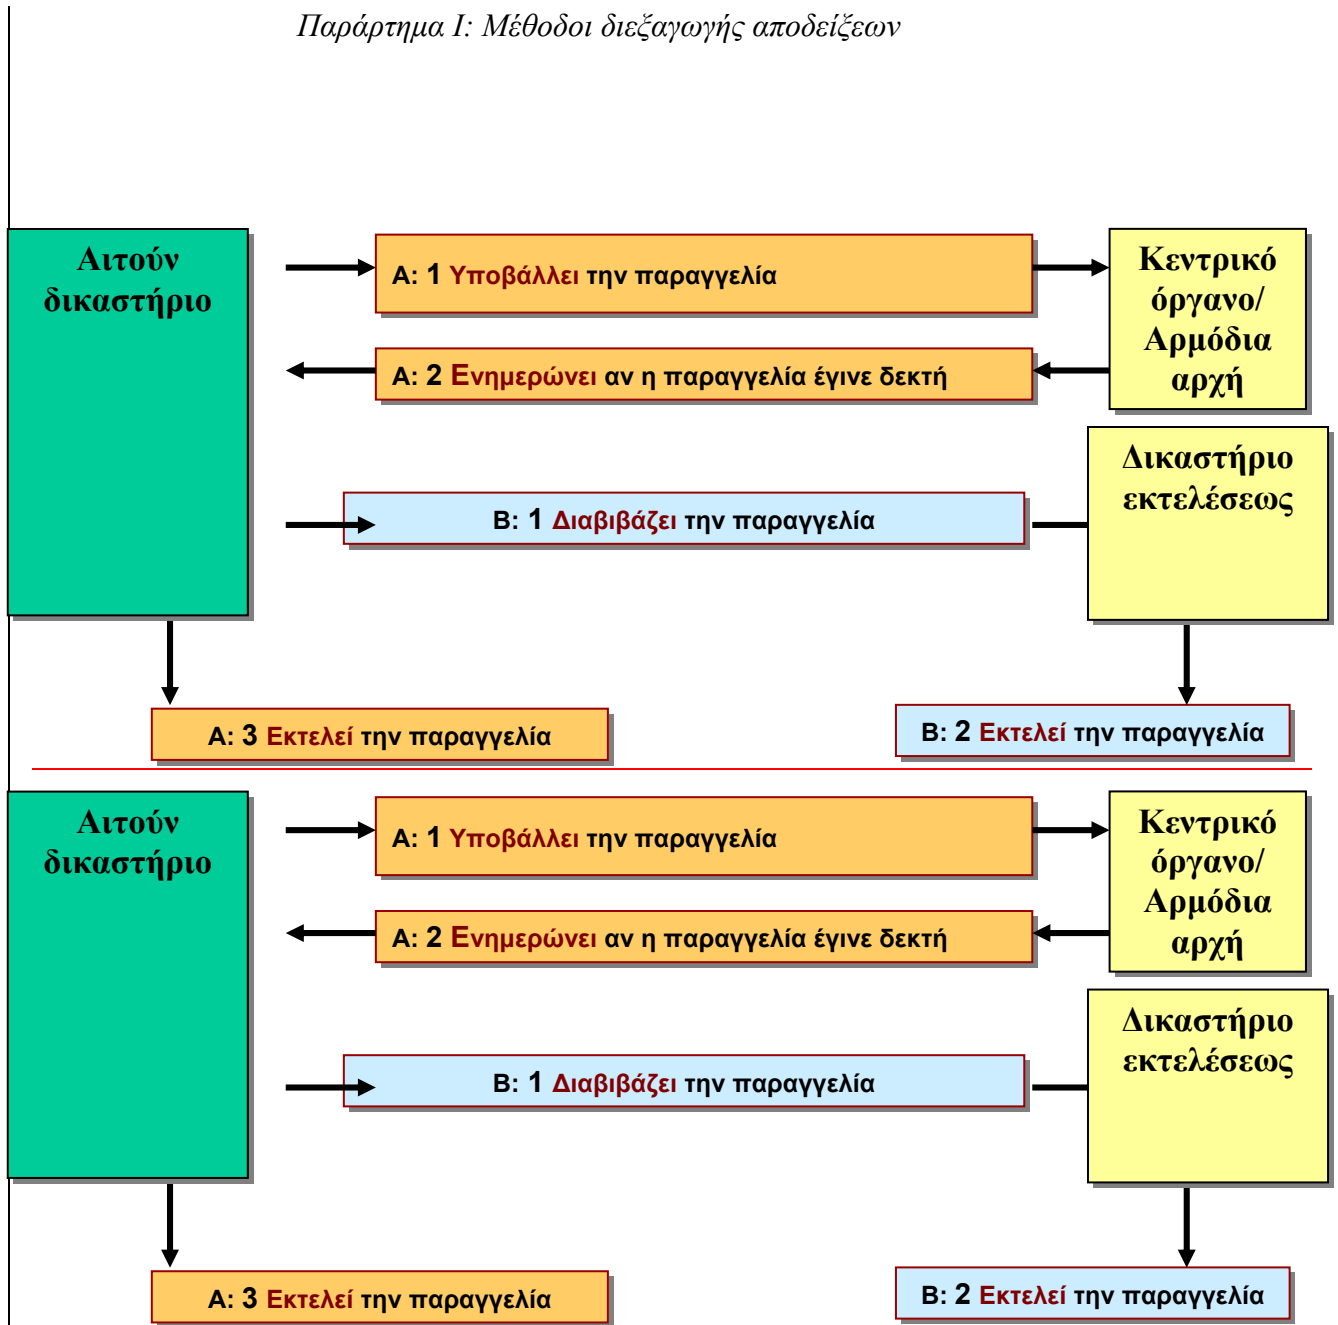 Παράρτημα Ι: Μέθοδοι διεξαγωγής αποδείξεων
Αιτούν
δικαστήριο
Α: 1 Υποβάλλει την παραγγελία
Κεντρικό
όργανο/
Αρμόδια
αρχή
Α: 2 Ενημερώνει αν η παραγγελία έγινε δεκτή
Δικαστήριο
εκτελέσεως
Β: 1 Διαβιβάζει την παραγγελία
Α: 3 Εκτελεί την παραγγελία
Β: 2 Εκτελεί την παραγγελία
Αιτούν
δικαστήριο
Α: 1 Υποβάλλει την παραγγελία
Κεντρικό
όργανο/
Αρμόδια
αρχή
Α: 2 Ενημερώνει αν η παραγγελία έγινε δεκτή
Δικαστήριο
εκτελέσεως
Β: 1 Διαβιβάζει την παραγγελία
Α: 3 Εκτελεί την παραγγελία
Β: 2 Εκτελεί την παραγγελία